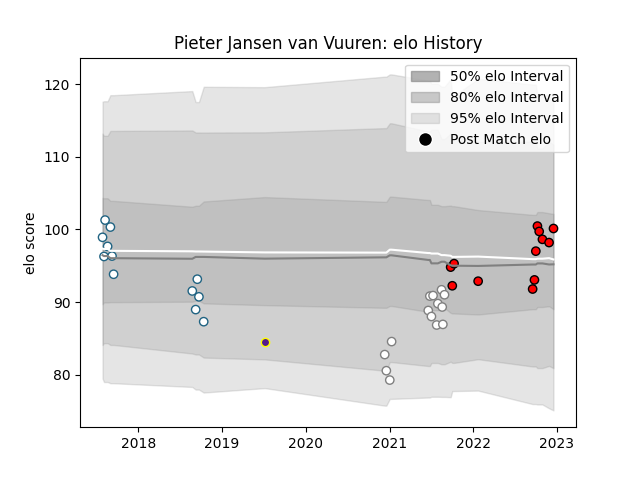 Pieter Jansen van Vuuren: elo History
120
110
100
90
80
elo score
50% elo Interval
80% elo Interval
95% elo Interval
Post Match elo
2018
2019
2020
2021
2022
2023